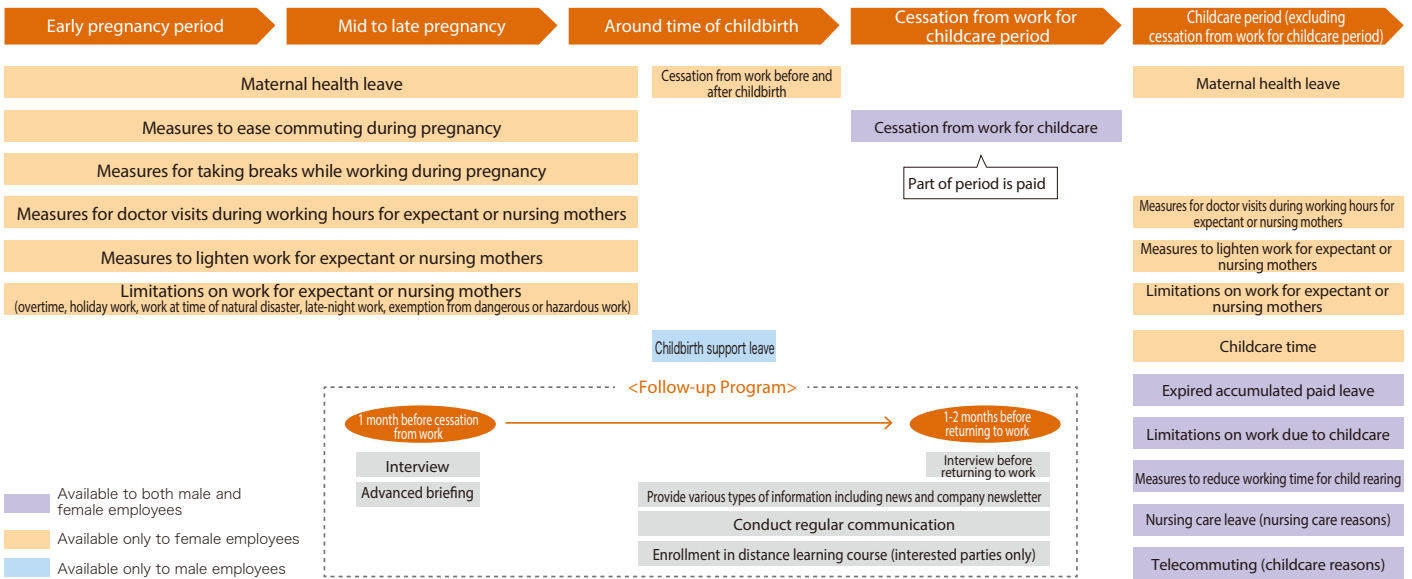 Early pregnancy period
Mid to late pregnancy
Around time of childbirth
Cessation from work for
childcare period
Childcare period (excluding
cessation from work for childcare period)
Maternal health leave
Cessation from work before and
after childbirth
Maternal health leave
Measures to ease commuting during pregnancy
Cessation from work for childcare
Measures for taking breaks while working during pregnancy
Part of period is paid
Measures for doctor visits during working hours for expectant or nursing mothers
Measures for doctor visits during working hours for
expectant or nursing mothers
Measures to lighten work for expectant or nursing mothers
Measures to lighten work for expectant or
nursing mothers
Limitations on work for expectant or nursing mothers
(overtime, holiday work, work at time of natural disaster, late-night work, exemption from dangerous or hazardous work)
Limitations on work for expectant or
nursing mothers
Childbirth support leave
Childcare time
<Follow-up Program>
Expired accumulated paid leave
1 month before cessation
from work
1-2 months before
returning to work
Limitations on work due to childcare
Interview
Interview before
returning to work
Measures to reduce working time for child rearing
Advanced briefing
Provide various types of information including news and company newsletter
Conduct regular communication
Nursing care leave (nursing care reasons)
Enrollment in distance learning course (interested parties only)
Telecommuting (childcare reasons)
Available to both male and
female employees
Available only to female employees
Available only to male employees